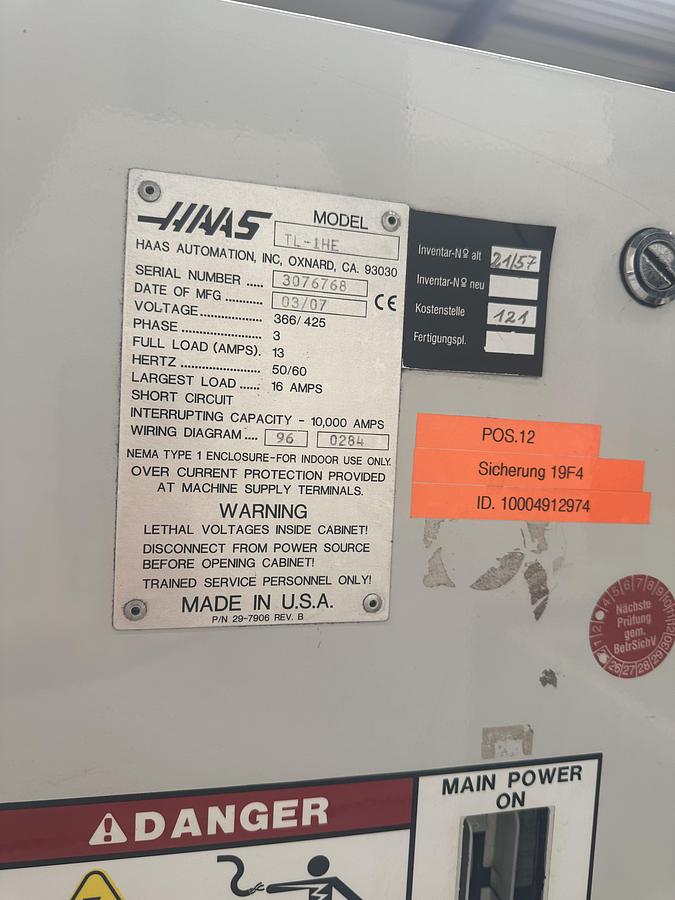 HAAS
MODEL
TL-1HE
HAAS AUTOMATION, INC, OXNARD, CA. 93030
SERIAL NUMBER ..... 3076768
DATE OF MFG .......... 03/07
CE
VOLTAGE................ 366/425
PHASE ..................... 3
FULL LOAD (AMPS). 13
HERTZ ..................... 50/60
LARGEST LOAD ...... 16 AMPS
SHORT CIRCUIT
INTERRUPTING CAPACITY - 10,000 AMPS
WIRING DIAGRAM .... 96 0284
NEMA TYPE 1 ENCLOSURE-FOR INDOOR USE ONLY.
OVER CURRENT PROTECTION PROVIDED
AT MACHINE SUPPLY TERMINALS.
WARNING
LETHAL VOLTAGES INSIDE CABINET!
DISCONNECT FROM POWER SOURCE
BEFORE OPENING CABINET!
TRAINED SERVICE PERSONNEL ONLY!
MADE IN U.S.A.
P/N 29-7906 REV. B
Inventar-Nº alt 21/57
Inventar-Nº neu
Kostenstelle 121
Fertigungspl.
POS.12
Sicherung 19F4
ID. 10004912974
Nächste
Prüfung
gem.
BetrSichV
DANGER
MAIN POWER
ON